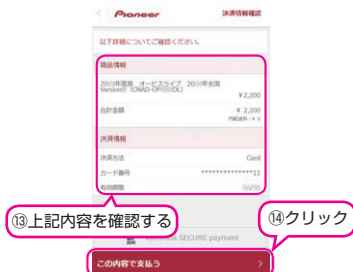 Pioneer 決済情報確認
以下詳細についてご確認ください。
商品情報
オービスライブ
￥2,200
合計金額 ￥ 2,200
決済情報
決済方法 Card
カード番号 **************11
有効期限
⑬上記内容を確認する
⑭クリック
SECURE payment
この内容で支払う